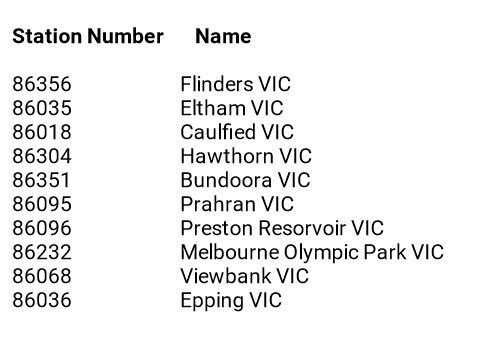 Station Number Name
86356 Flinders VIC
86035 Eltham VIC
86018 Caulfied VIC
86304 Hawthorn VIC
86351 Bundoora VIC
86095 Prahran VIC
86096 Preston Resorvoir VIC
86232 Melbourne Olympic Park VIC
86068 Viewbank VIC
86036 Epping VIC